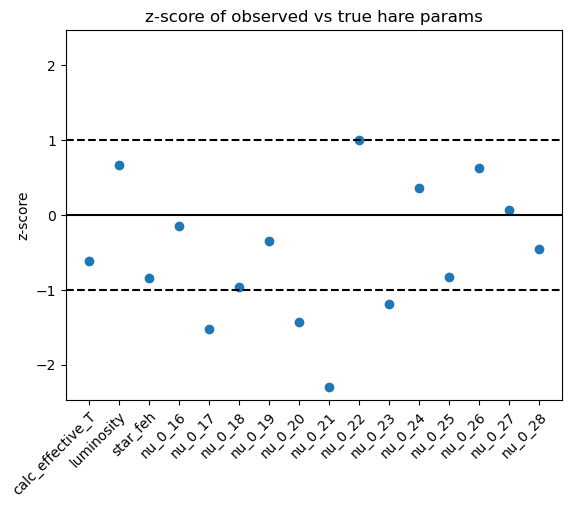 z-score of observed vs true hare params
z-score
2
1
0
−1
−2
calc_effective_T
luminosity
star_feh
nu_0_16
nu_0_17
nu_0_18
nu_0_19
nu_0_20
nu_0_21
nu_0_22
nu_0_23
nu_0_24
nu_0_25
nu_0_26
nu_0_27
nu_0_28